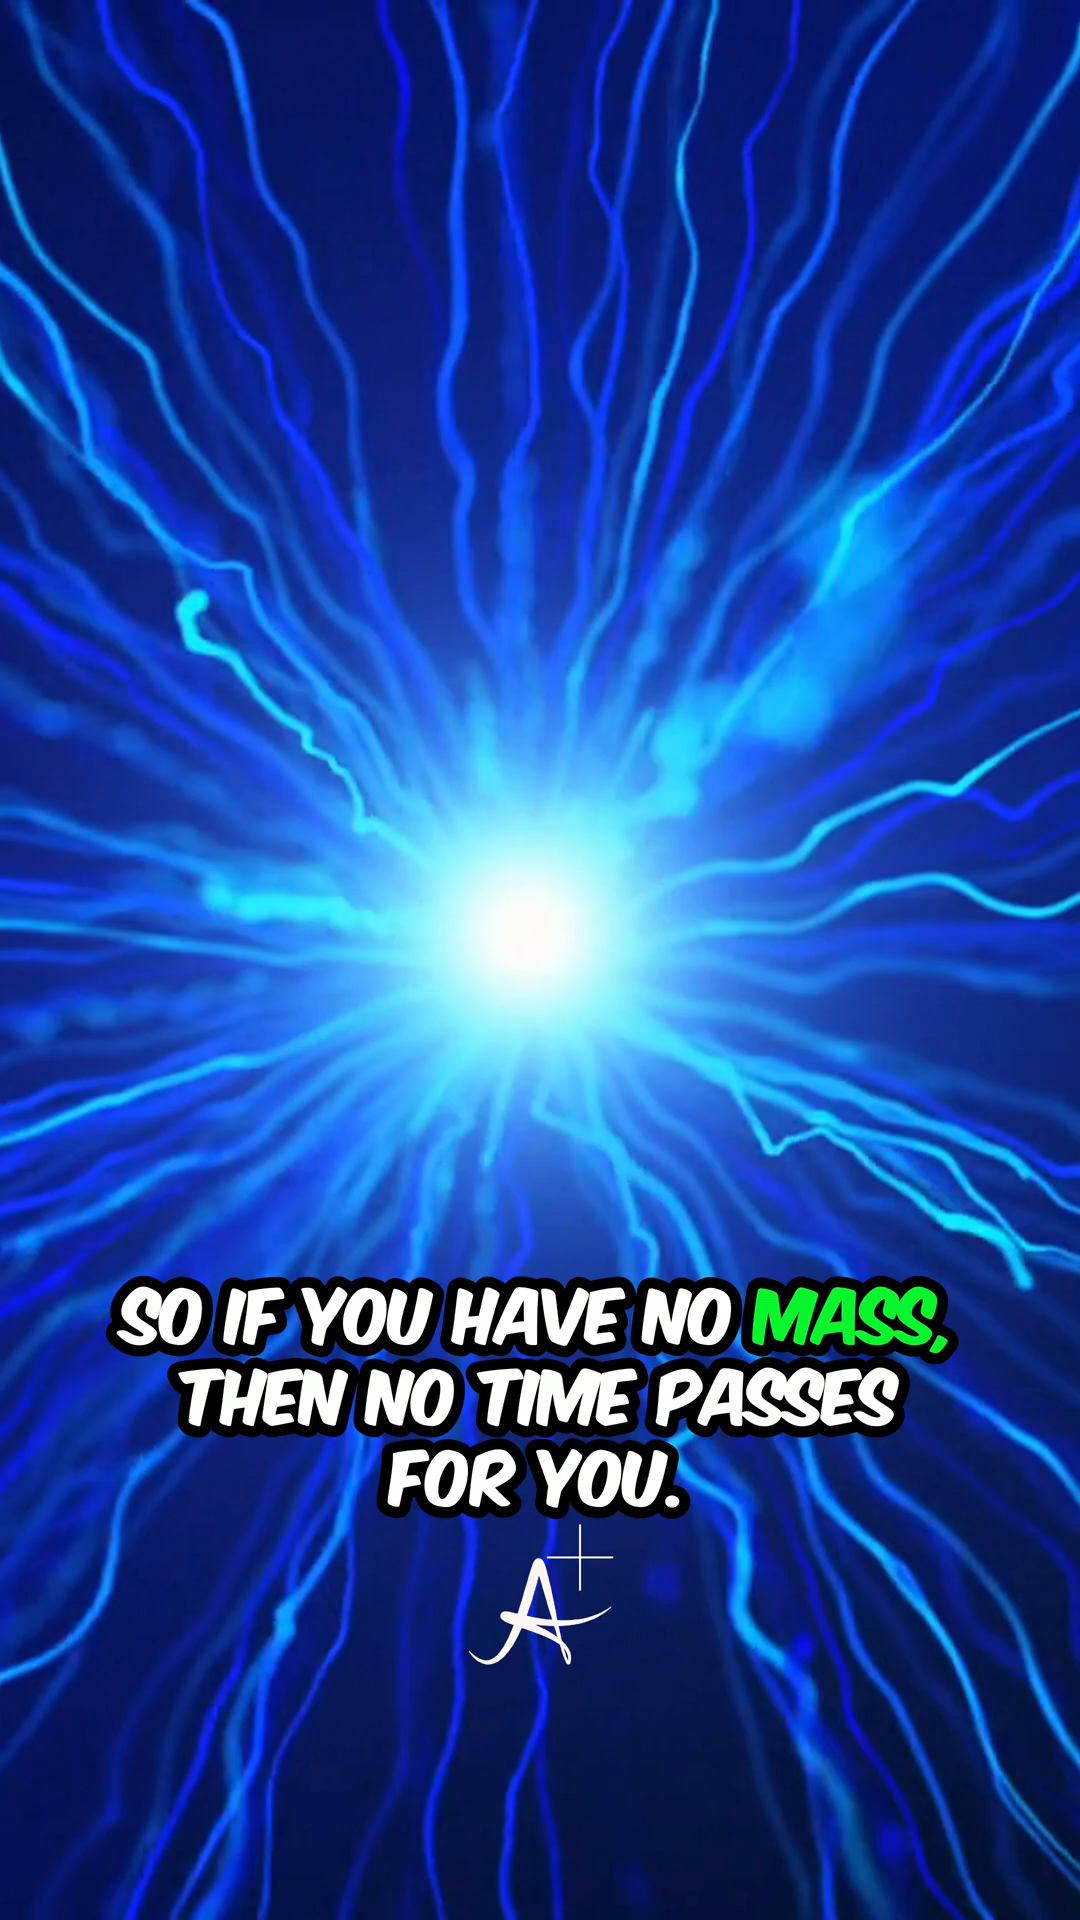 SO IF YOU HAVE NO MASS,
THEN NO TIME PASSES
FOR YOU.
A+